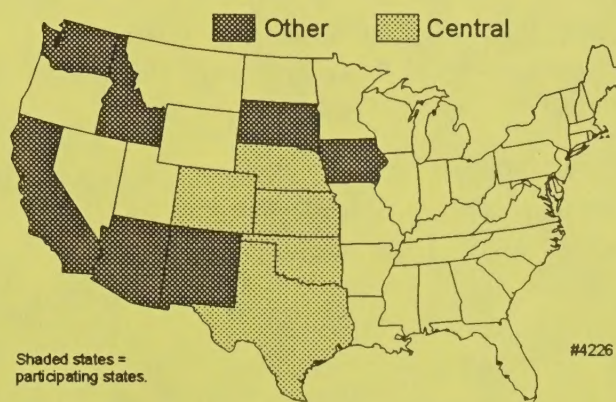 Other
Central
Shaded states =
participating states.
#4226